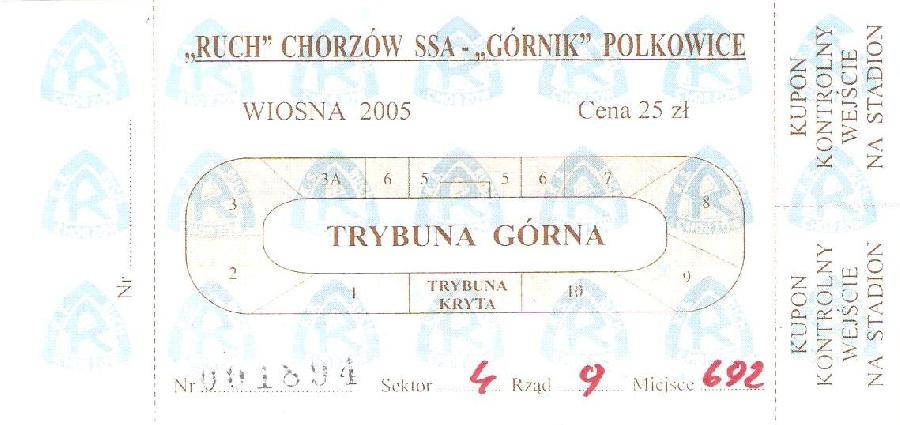 „RUCH” CHORZÓW SSA - „GÓRNIK” POLKOWICE
WIOSNA 2005
Cena 25 zł
3A 6 5 5 6 7
3 8
TRYBUNA GÓRNA
2 9
1 TRYBUNA KRYTA 10
Nr 001894 Sektor 4 Rząd 9 Miejsce 692
Nr
KUPON
KONTROLNY
WEJŚCIE
NA STADION
KUPON
KONTROLNY
WEJŚCIE
NA STADION